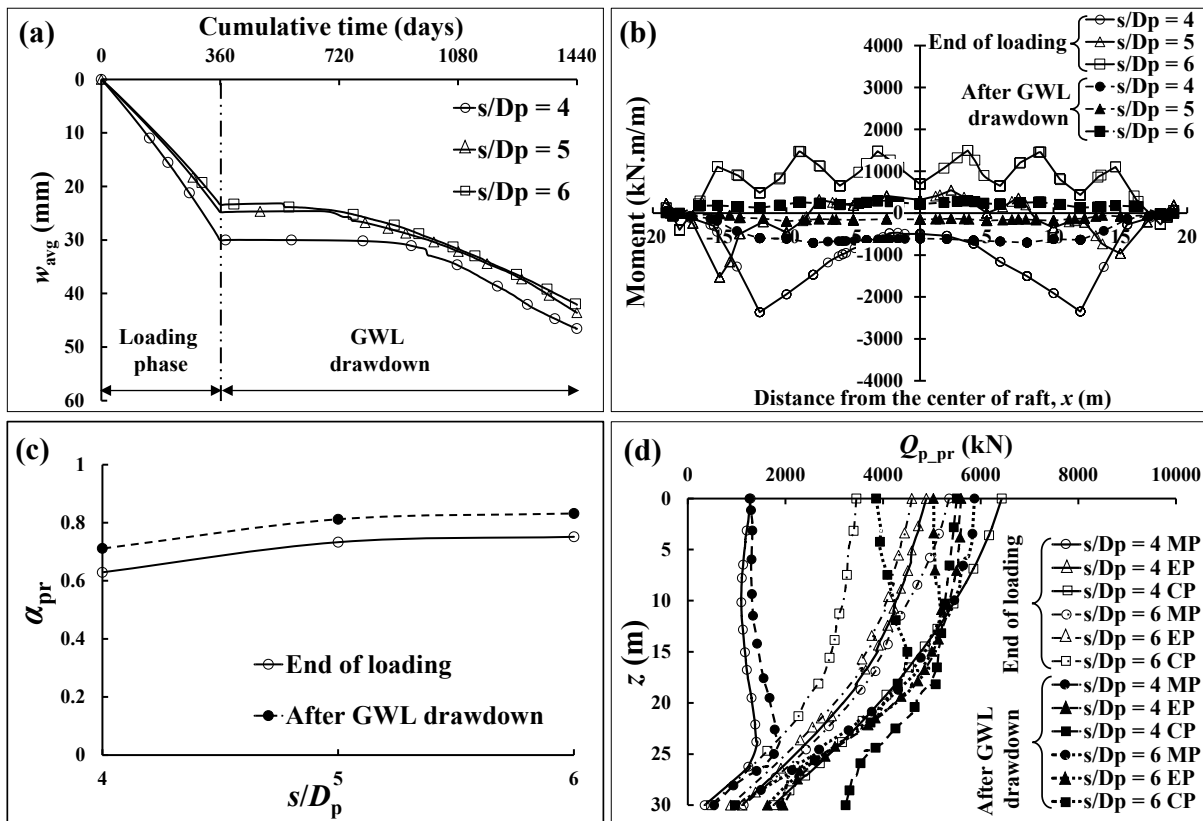 (a)
Cumulative time (days)
0 360 720 1080 1440
0
10
20
30
40
50
60
w_avg (mm)
s/Dp = 4
s/Dp = 5
s/Dp = 6
Loading phase
GWL drawdown
(b)
End of loading
s/Dp = 4
s/Dp = 5
s/Dp = 6
After GWL drawdown
s/Dp = 4
s/Dp = 5
s/Dp = 6
Moment (kN.m/m)
4000
3000
2000
1000
0
-1000
-2000
-3000
-4000
-20 -15 -10 -5 0 5 10 15 20
Distance from the center of raft, x (m)
(c)
α_pr
1
0.8
0.6
0.4
0.2
0
End of loading
After GWL drawdown
4 5 6
s/D_p
(d)
Q_p_pr (kN)
0 2000 4000 6000 8000 10000
0
5
10
15
20
25
30
z (m)
End of loading
s/Dp = 4 MP
s/Dp = 4 EP
s/Dp = 4 CP
s/Dp = 6 MP
s/Dp = 6 EP
s/Dp = 6 CP
After GWL drawdown
s/Dp = 4 MP
s/Dp = 4 EP
s/Dp = 4 CP
s/Dp = 6 MP
s/Dp = 6 EP
s/Dp = 6 CP